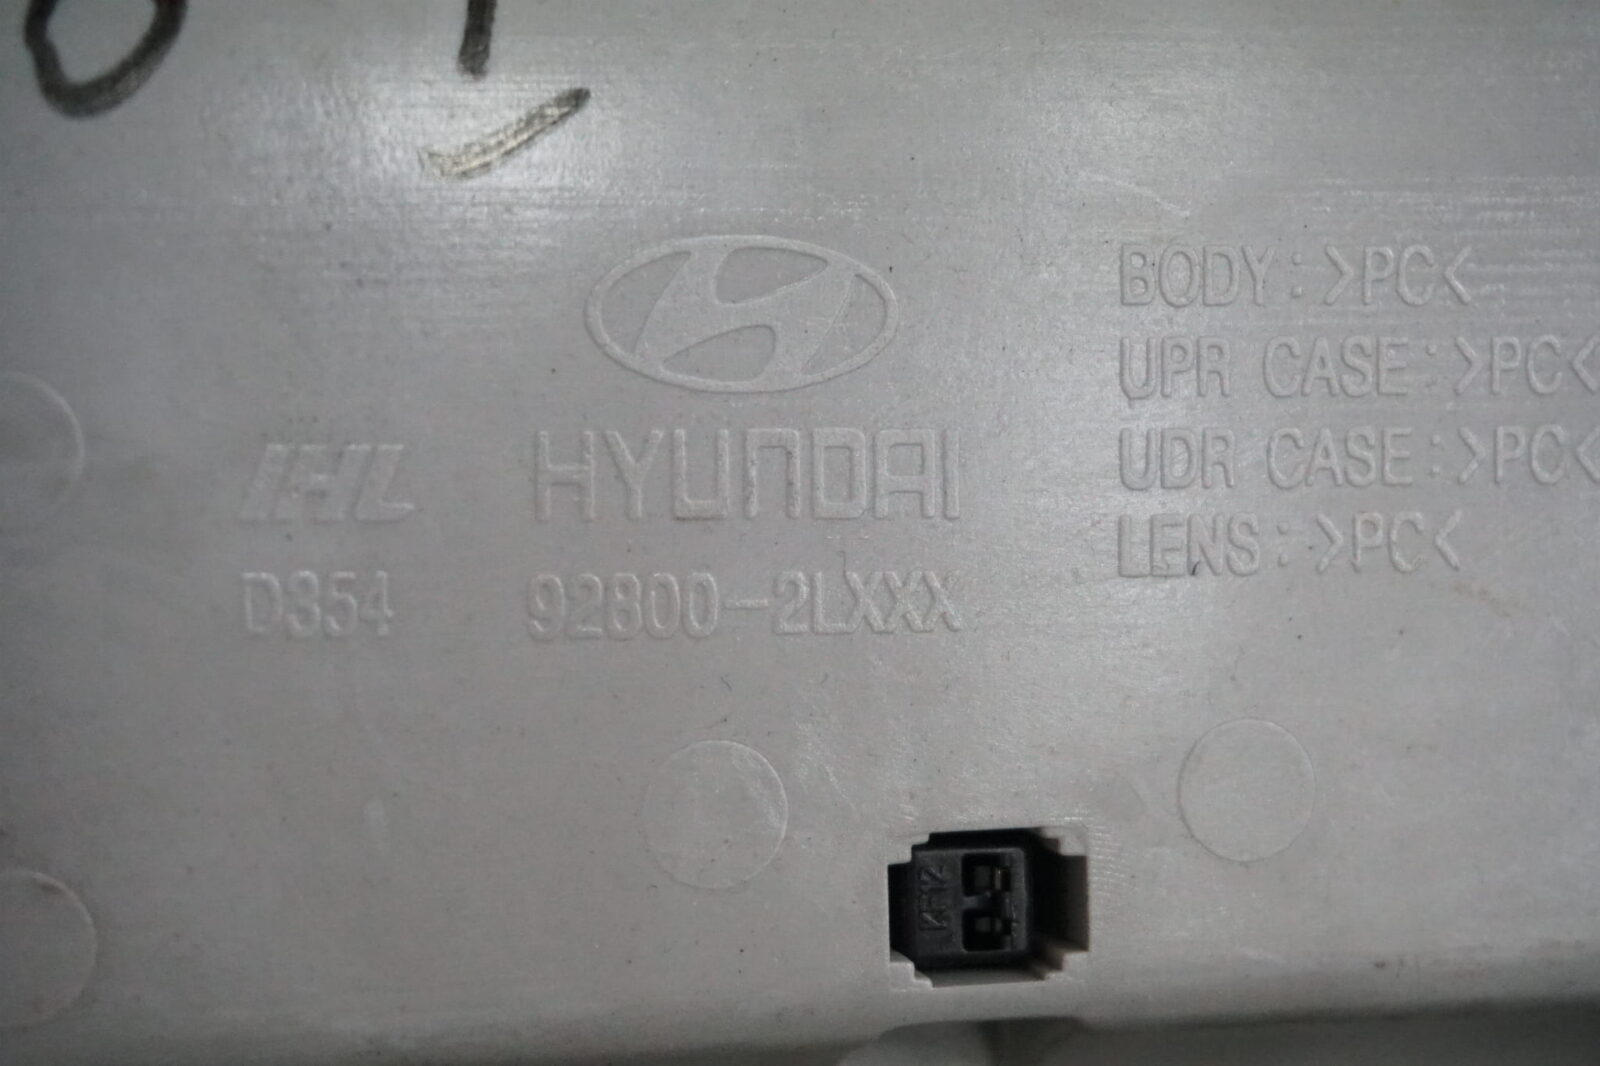 BODY: >PC<
UPR CASE: >PC<
UDR CASE: >PC<
LENS: >PC<
IHL HYUNDAI
D354 92800-2LXXX